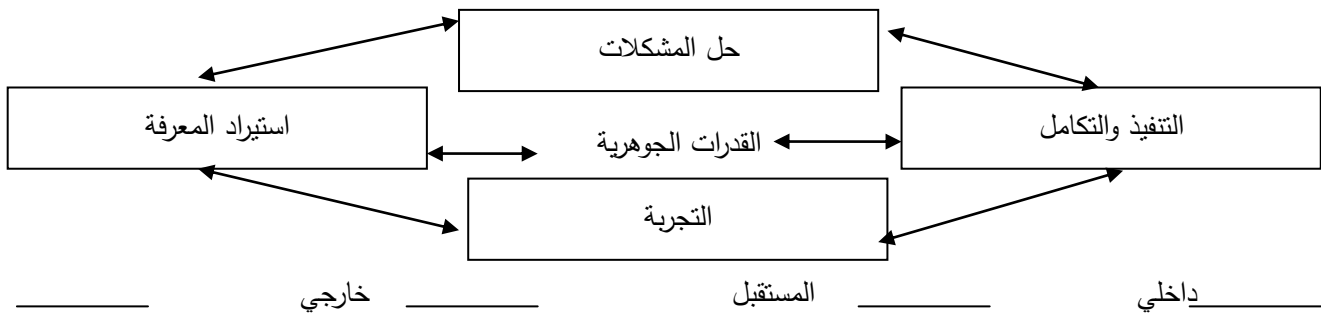 حل المشكلات
التنفيذ والتكامل
استيراد المعرفة
القدرات الجوهرية
التجربة
داخلي
المستقبل
خارجي